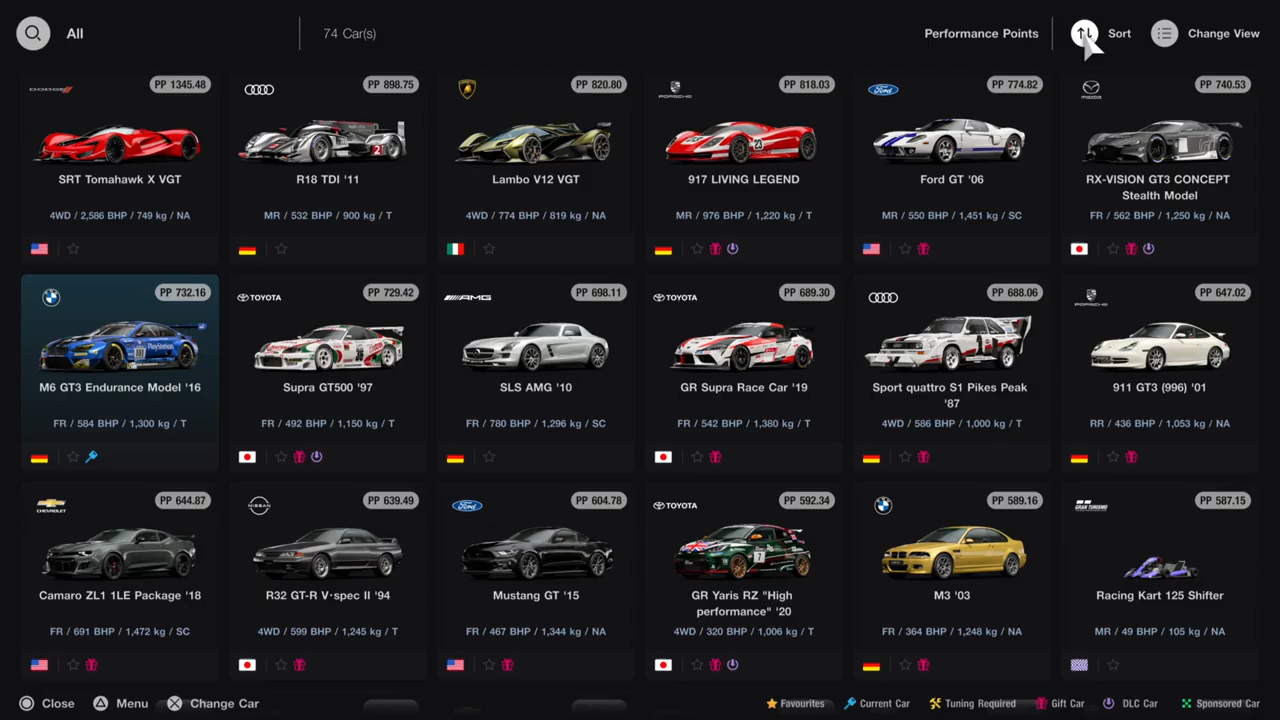 All
74 Car(s)
Performance Points
Sort
Change View
PP 1345.48
SRT Tomahawk X VGT
4WD / 2,586 BHP / 749 kg / NA
PP 898.75
R18 TDI '11
MR / 532 BHP / 900 kg / T
PP 820.80
Lambo V12 VGT
4WD / 774 BHP / 819 kg / NA
PORSCHE
PP 818.03
917 LIVING LEGEND
MR / 976 BHP / 1,220 kg / T
Ford
PP 774.82
Ford GT '06
MR / 550 BHP / 1,451 kg / SC
mazda
PP 740.53
RX-VISION GT3 CONCEPT
Stealth Model
FR / 562 BHP / 1,250 kg / NA
PP 732.16
PlayStation
M6 GT3 Endurance Model '16
FR / 584 BHP / 1,300 kg / T
TOYOTA
PP 729.42
Supra GT500 '97
FR / 492 BHP / 1,150 kg / T
AMG
PP 698.11
SLS AMG '10
FR / 780 BHP / 1,296 kg / SC
TOYOTA
PP 689.30
GR Supra Race Car '19
FR / 542 BHP / 1,380 kg / T
PP 688.06
Sport quattro S1 Pikes Peak
'87
4WD / 586 BHP / 1,000 kg / T
PORSCHE
PP 647.02
911 GT3 (996) '01
RR / 436 BHP / 1,053 kg / NA
CHEVROLET
PP 644.87
Camaro ZL1 1LE Package '18
FR / 691 BHP / 1,472 kg / SC
NISSAN
PP 639.49
R32 GT-R V·spec II '94
4WD / 599 BHP / 1,245 kg / T
Ford
PP 604.78
Mustang GT '15
FR / 467 BHP / 1,344 kg / NA
TOYOTA
PP 592.34
7
GR Yaris RZ "High
performance" '20
4WD / 320 BHP / 1,006 kg / T
PP 589.16
M3 '03
FR / 364 BHP / 1,248 kg / NA
GRAN TURISMO
PP 587.15
Racing Kart 125 Shifter
MR / 49 BHP / 105 kg / NA
Close
Menu
Change Car
Favourites
Current Car
Tuning Required
Gift Car
DLC Car
Sponsored Car